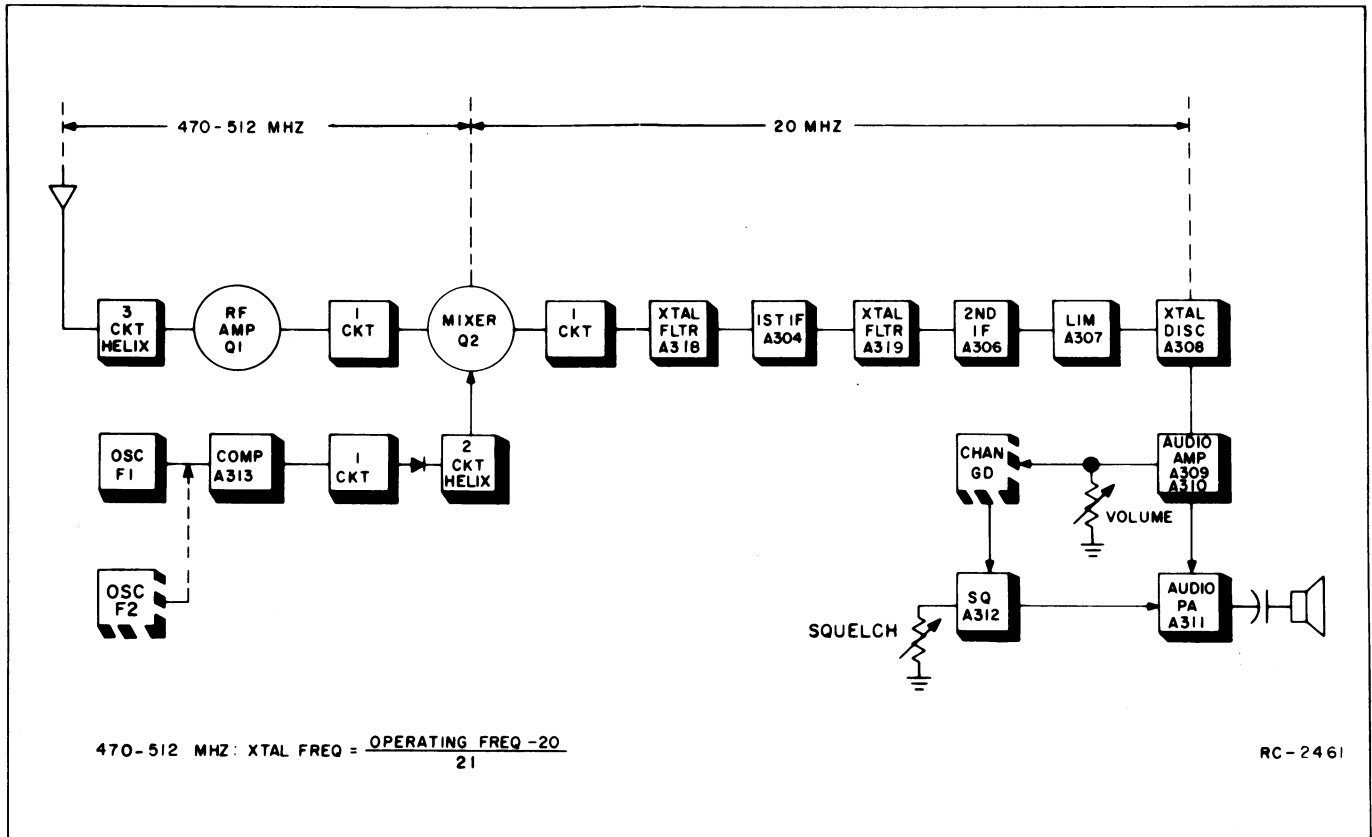 470-512 MHZ
20 MHZ
3
CKT
HELIX
RF
AMP
Q1
1
CKT
MIXER
Q2
1
CKT
XTAL
FLTR
A318
1ST IF
A304
XTAL
FLTR
A319
2ND
IF
A306
LIM
A307
XTAL
DISC
A308
OSC
F1
COMP
A313
1
CKT
2
CKT
HELIX
CHAN
GD
AUDIO
AMP
A309
A310
VOLUME
OSC
F2
SQUELCH
SQ
A312
AUDIO
PA
A311
470-512 MHZ: XTAL FREQ = OPERATING FREQ -20
21
RC-2461